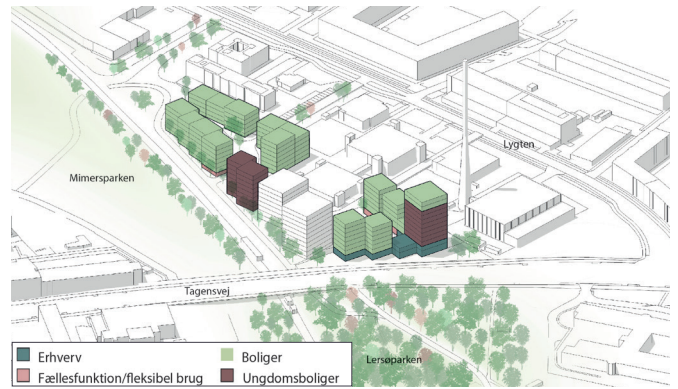 Lygten
Mimersparken
Tagensvej
Lersøparken
Erhverv
Boliger
Fællesfunktion/fleksibel brug
Ungdomsboliger